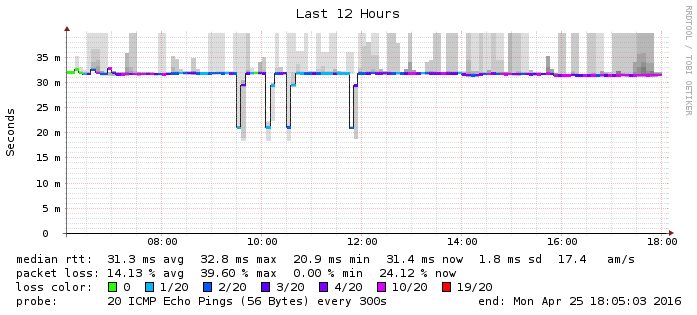 Last 12 Hours
RRDTOOL / TOBI OETIKER
Seconds
35 m
30 m
25 m
20 m
15 m
10 m
5 m
0
08:00 10:00 12:00 14:00 16:00 18:00
median rtt: 31.3 ms avg 32.8 ms max 20.9 ms min 31.4 ms now 1.8 ms sd 17.4 am/s
packet loss: 14.13 % avg 39.60 % max 0.00 % min 24.12 % now
loss color: 0 1/20 2/20 3/20 4/20 10/20 19/20
probe: 20 ICMP Echo Pings (56 Bytes) every 300s end: Mon Apr 25 18:05:03 2016